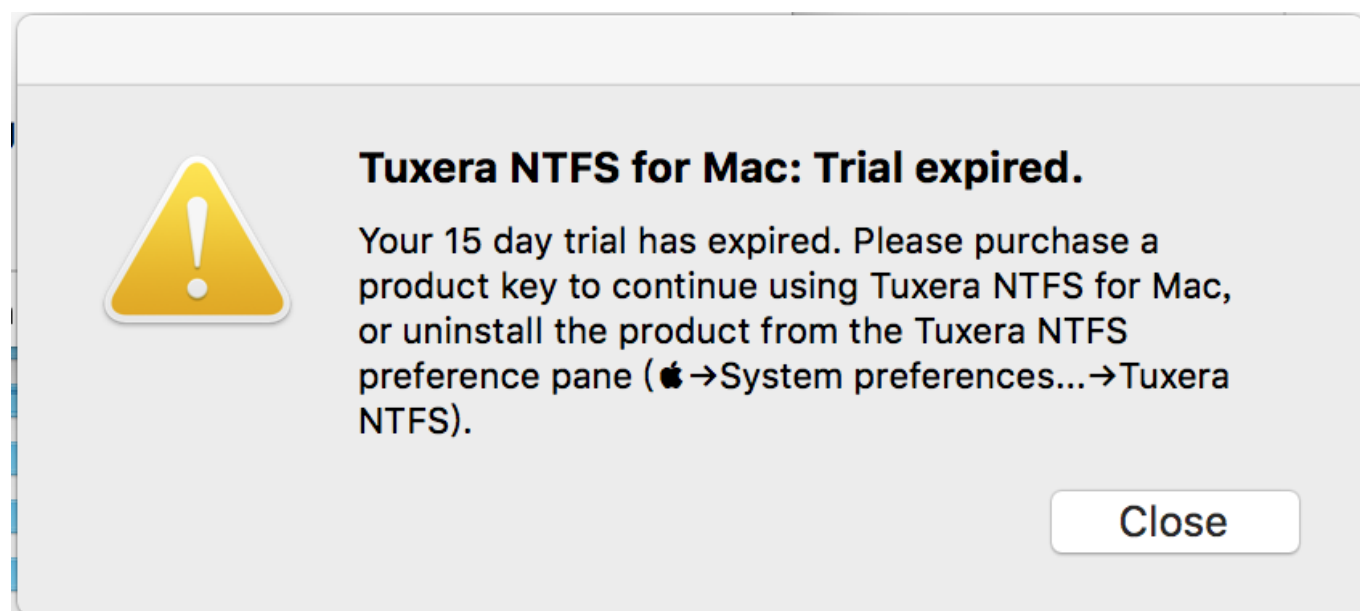 Tuxera NTFS for Mac: Trial expired.
Your 15 day trial has expired. Please purchase a
product key to continue using Tuxera NTFS for Mac,
or uninstall the product from the Tuxera NTFS
preference pane (→System preferences...→Tuxera
NTFS).
Close